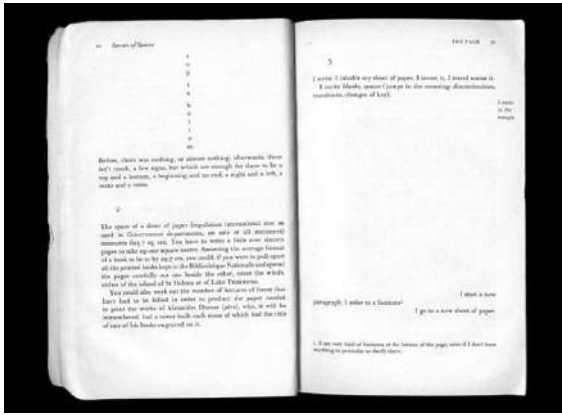 Species of Spaces
t
o
p
t
o
b
o
t
t
o
m
Before, there was nothing, or almost nothing; afterwards, there
isn't much, a few signs, but which are enough for there to be a
top and a bottom, a beginning and an end, a right and a left, a
recto and a verso.
2
The space of a sheet of paper (regulation international size, as
used in Government departments, on sale at all stationers)
measures 623.7 sq. cm. You have to write a little over sixteen
pages to take up one square metre. Assuming the average format
of a book to be 21 by 29.7 cm, you could, if you were to pull apart
all the printed books kept in the Bibliothèque Nationale and spread
the pages carefully out one beside the other, cover the whole
either of the island of St Helena or of Lake Trasimeno.
You could also work out the number of hectares of forest that
have had to be felled in order to produce the paper needed
to print the works of Alexandre Dumas (père), who, it will be
remembered, had a tower built each stone of which had the title
of one of his books engraved on it.
THE PAGE 11
3
I write: I inhabit my sheet of paper, I invest it, I travel across it.
I incite blanks, spaces (jumps in the meaning: discontinuities,
transitions, changes of key).
I write
in the
margin
I start a new
paragraph. I refer to a footnote¹
I go to a new sheet of paper.
1. I am very fond of footnotes at the bottom of the page, even if I don't have
anything in particular to clarify there.